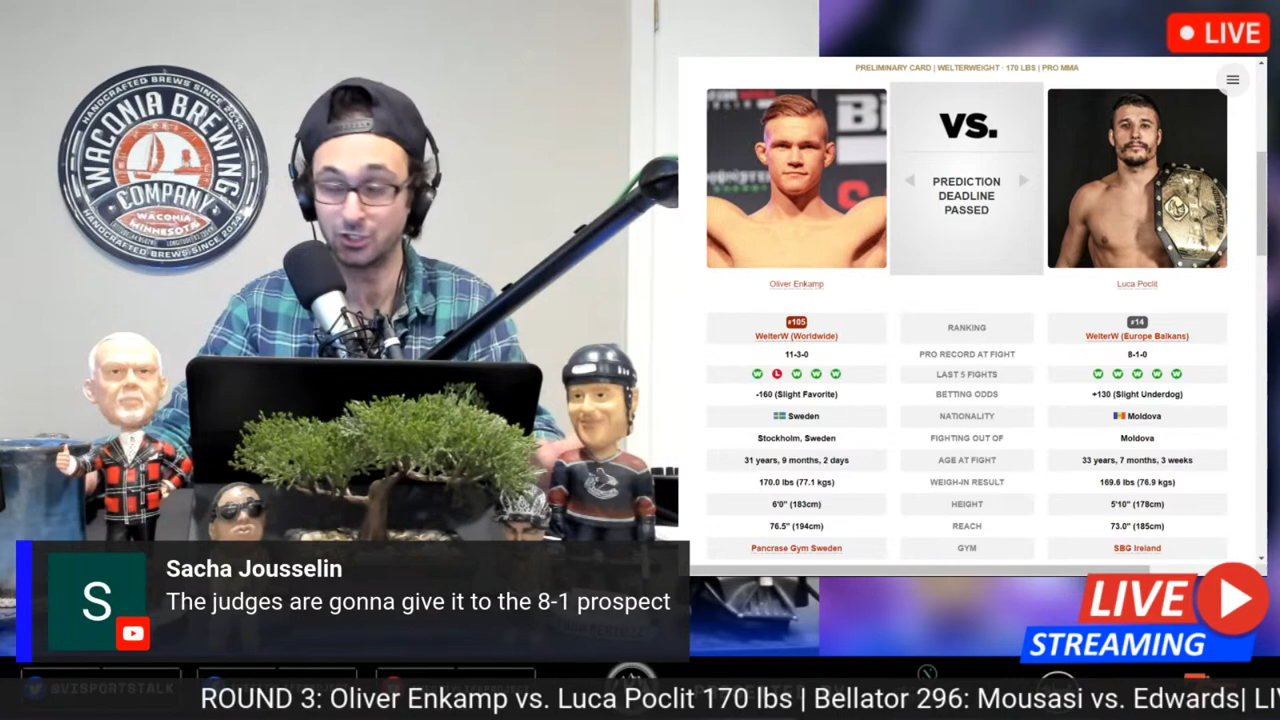 LIVE
PRELIMINARY CARD | WELTERWEIGHT · 170 LBS | PRO MMA
HANDCRAFTED BREWS SINCE 2014
WACONIA BREWING
COMPANY
WACONIA
MINNESOTA
HANDCRAFTED BREWS SINCE 2014
VS.
PREDICTION
DEADLINE
PASSED
Oliver Enkamp
Luca Poclit
#105
WelterW (Worldwide)
RANKING
#14
WelterW (Europe Balkans)
11-3-0
PRO RECORD AT FIGHT
8-1-0
W L W W W
LAST 5 FIGHTS
W W W W W
-160 (Slight Favorite)
BETTING ODDS
+130 (Slight Underdog)
Sweden
NATIONALITY
Moldova
Stockholm, Sweden
FIGHTING OUT OF
Moldova
31 years, 9 months, 2 days
AGE AT FIGHT
33 years, 7 months, 3 weeks
170.0 lbs (77.1 kgs)
WEIGH-IN RESULT
169.6 lbs (76.9 kgs)
6'0" (183cm)
HEIGHT
5'10" (178cm)
76.5" (194cm)
REACH
73.0" (185cm)
Pancrase Gym Sweden
GYM
SBG Ireland
S
Sacha Jousselin
The judges are gonna give it to the 8-1 prospect
LIVE
STREAMING
@VISPORTSTALK
ROUND 3: Oliver Enkamp vs. Luca Poclit 170 lbs | Bellator 296: Mousasi vs. Edwards| LI